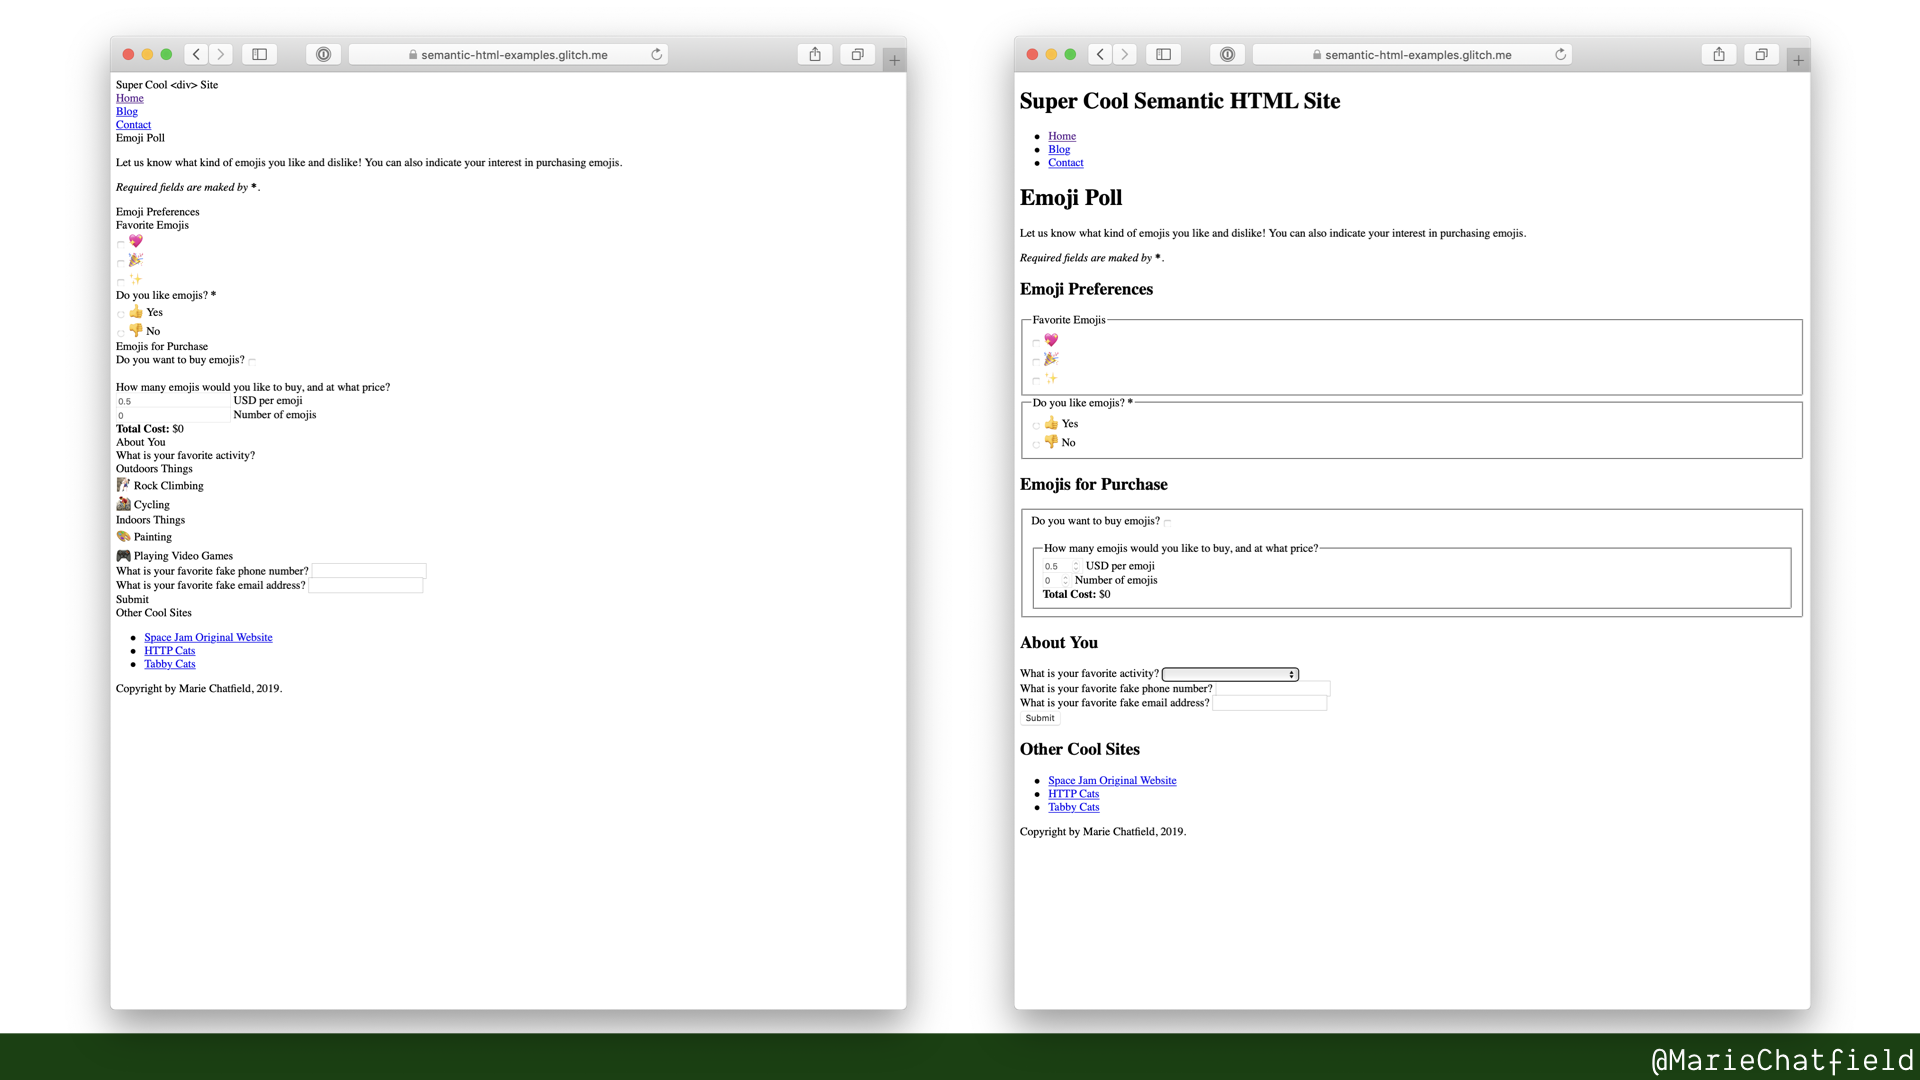 semantic-html-examples.glitch.me
Super Cool <div> Site
Home
Blog
Contact
Emoji Poll
Let us know what kind of emojis you like and dislike! You can also indicate your interest in purchasing emojis.
Required fields are maked by *.
Emoji Preferences
Favorite Emojis
Do you like emojis? *
Yes
No
Emojis for Purchase
Do you want to buy emojis?
How many emojis would you like to buy, and at what price?
0.5 USD per emoji
0 Number of emojis
Total Cost: $0
About You
What is your favorite activity?
Outdoors Things
Rock Climbing
Cycling
Indoors Things
Painting
Playing Video Games
What is your favorite fake phone number?
What is your favorite fake email address?
Submit
Other Cool Sites
Space Jam Original Website
HTTP Cats
Tabby Cats
Copyright by Marie Chatfield, 2019.
semantic-html-examples.glitch.me
Super Cool Semantic HTML Site
Home
Blog
Contact
Emoji Poll
Let us know what kind of emojis you like and dislike! You can also indicate your interest in purchasing emojis.
Required fields are maked by *.
Emoji Preferences
Favorite Emojis
Do you like emojis? *
Yes
No
Emojis for Purchase
Do you want to buy emojis?
How many emojis would you like to buy, and at what price?
0.5 USD per emoji
0 Number of emojis
Total Cost: $0
About You
What is your favorite activity?
What is your favorite fake phone number?
What is your favorite fake email address?
Submit
Other Cool Sites
Space Jam Original Website
HTTP Cats
Tabby Cats
Copyright by Marie Chatfield, 2019.
@MarieChatfield